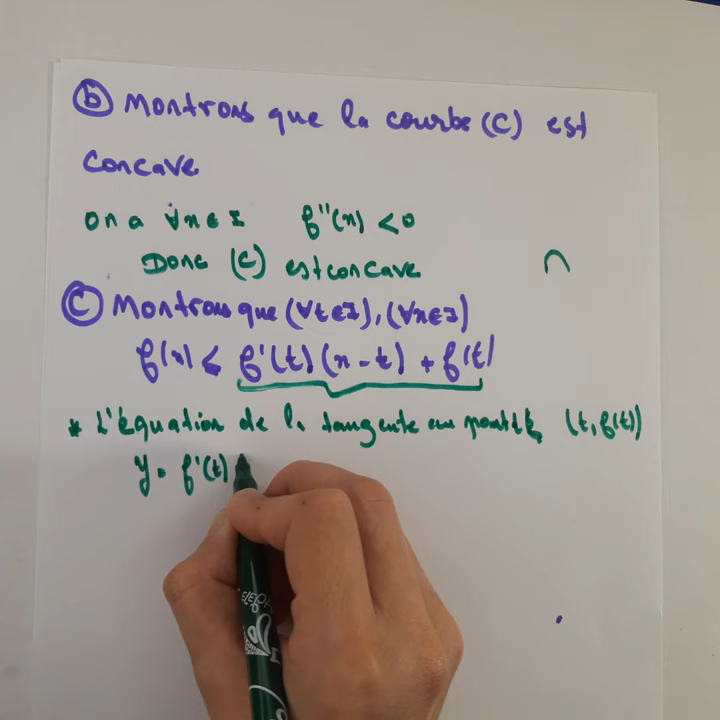 b Montrons que la courbe (C) est
concave
on a ∀x∈I f''(x) <0
Donc (C) est concave ∩
c Montrons que (∀t∈I), (∀x∈I)
f(x) ≤ f'(t) (x-t) + f(t)
* L'équation de la tangente au point (t, f(t))
y = f'(t)